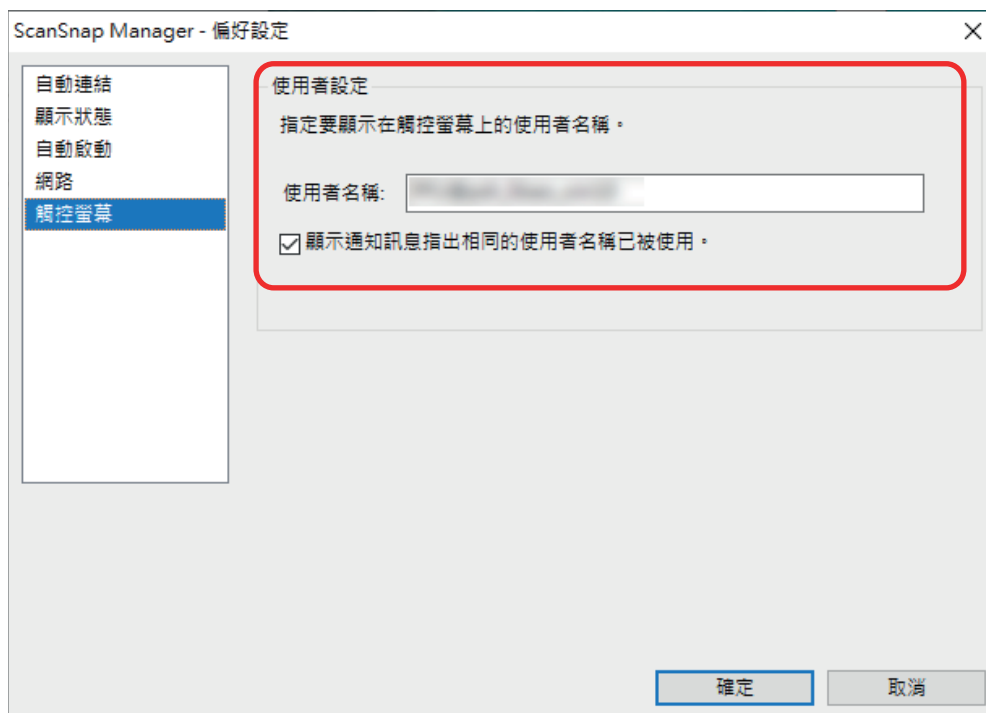 ScanSnap Manager - 偏好設定
自動連結
顯示狀態
自動啟動
網路
觸控螢幕
使用者設定
指定要顯示在觸控螢幕上的使用者名稱。
使用者名稱:
顯示通知訊息指出相同的使用者名稱已被使用。
確定
取消